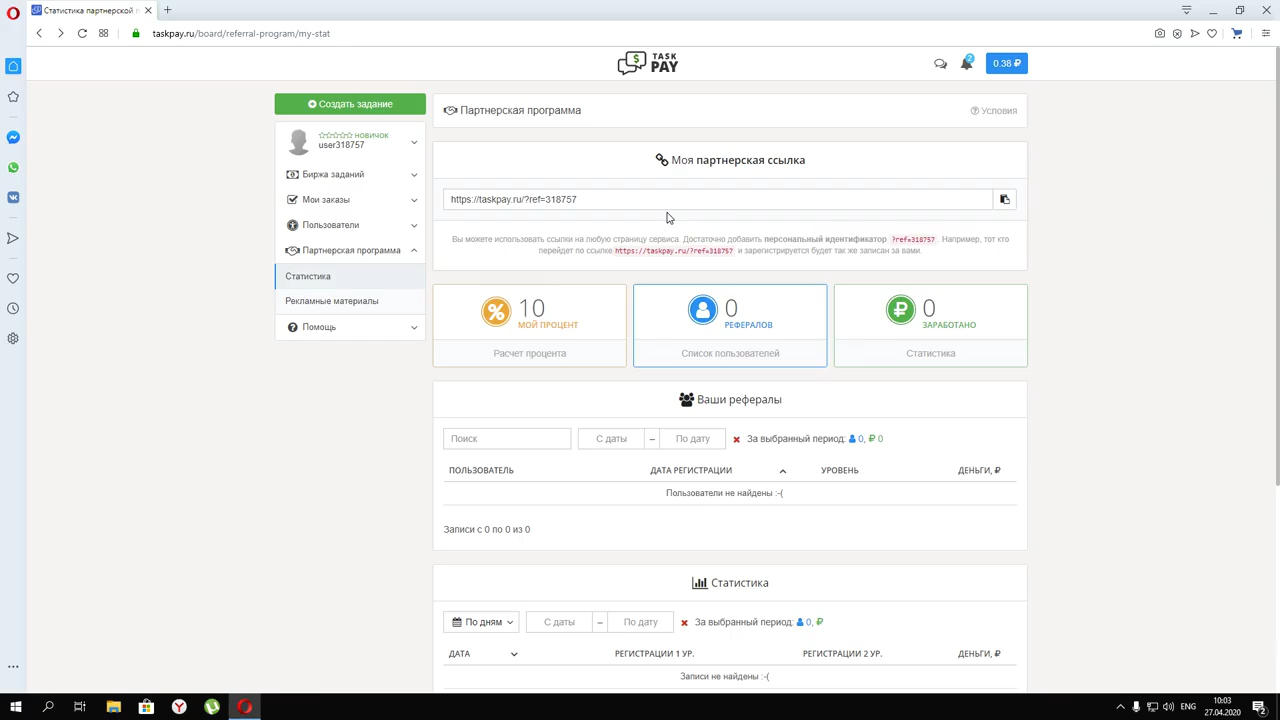 Статистика партнерской п
taskpay.ru/board/referral-program/my-stat
TASK
PAY
2
0.38 ₽
Создать задание
новичок
user318757
Биржа заданий
Мои заказы
Пользователи
Партнерская программа
Статистика
Рекламные материалы
Помощь
Партнерская программа
Условия
Моя партнерская ссылка
https://taskpay.ru/?ref=318757
Вы можете использовать ссылки на любую страницу сервиса. Достаточно добавить персональный идентификатор ?ref=318757. Например, тот кто
перейдет по ссылке https://taskpay.ru/?ref=318757 и зарегистрируется будет так же записан за вами.
10
МОЙ ПРОЦЕНТ
Расчет процента
0
РЕФЕРАЛОВ
Список пользователей
0
ЗАРАБОТАНО
Статистика
Ваши рефералы
Поиск
С даты – По дату
За выбранный период: 0, ₽ 0
ПОЛЬЗОВАТЕЛЬ ДАТА РЕГИСТРАЦИИ УРОВЕНЬ ДЕНЬГИ, ₽
Пользователи не найдены :-(
Записи с 0 по 0 из 0
Статистика
По дням С даты – По дату За выбранный период: 0, ₽
ДАТА РЕГИСТРАЦИИ 1 УР. РЕГИСТРАЦИИ 2 УР. ДЕНЬГИ, ₽
Записи не найдены :-(
ENG
10:03
27.04.2020
2